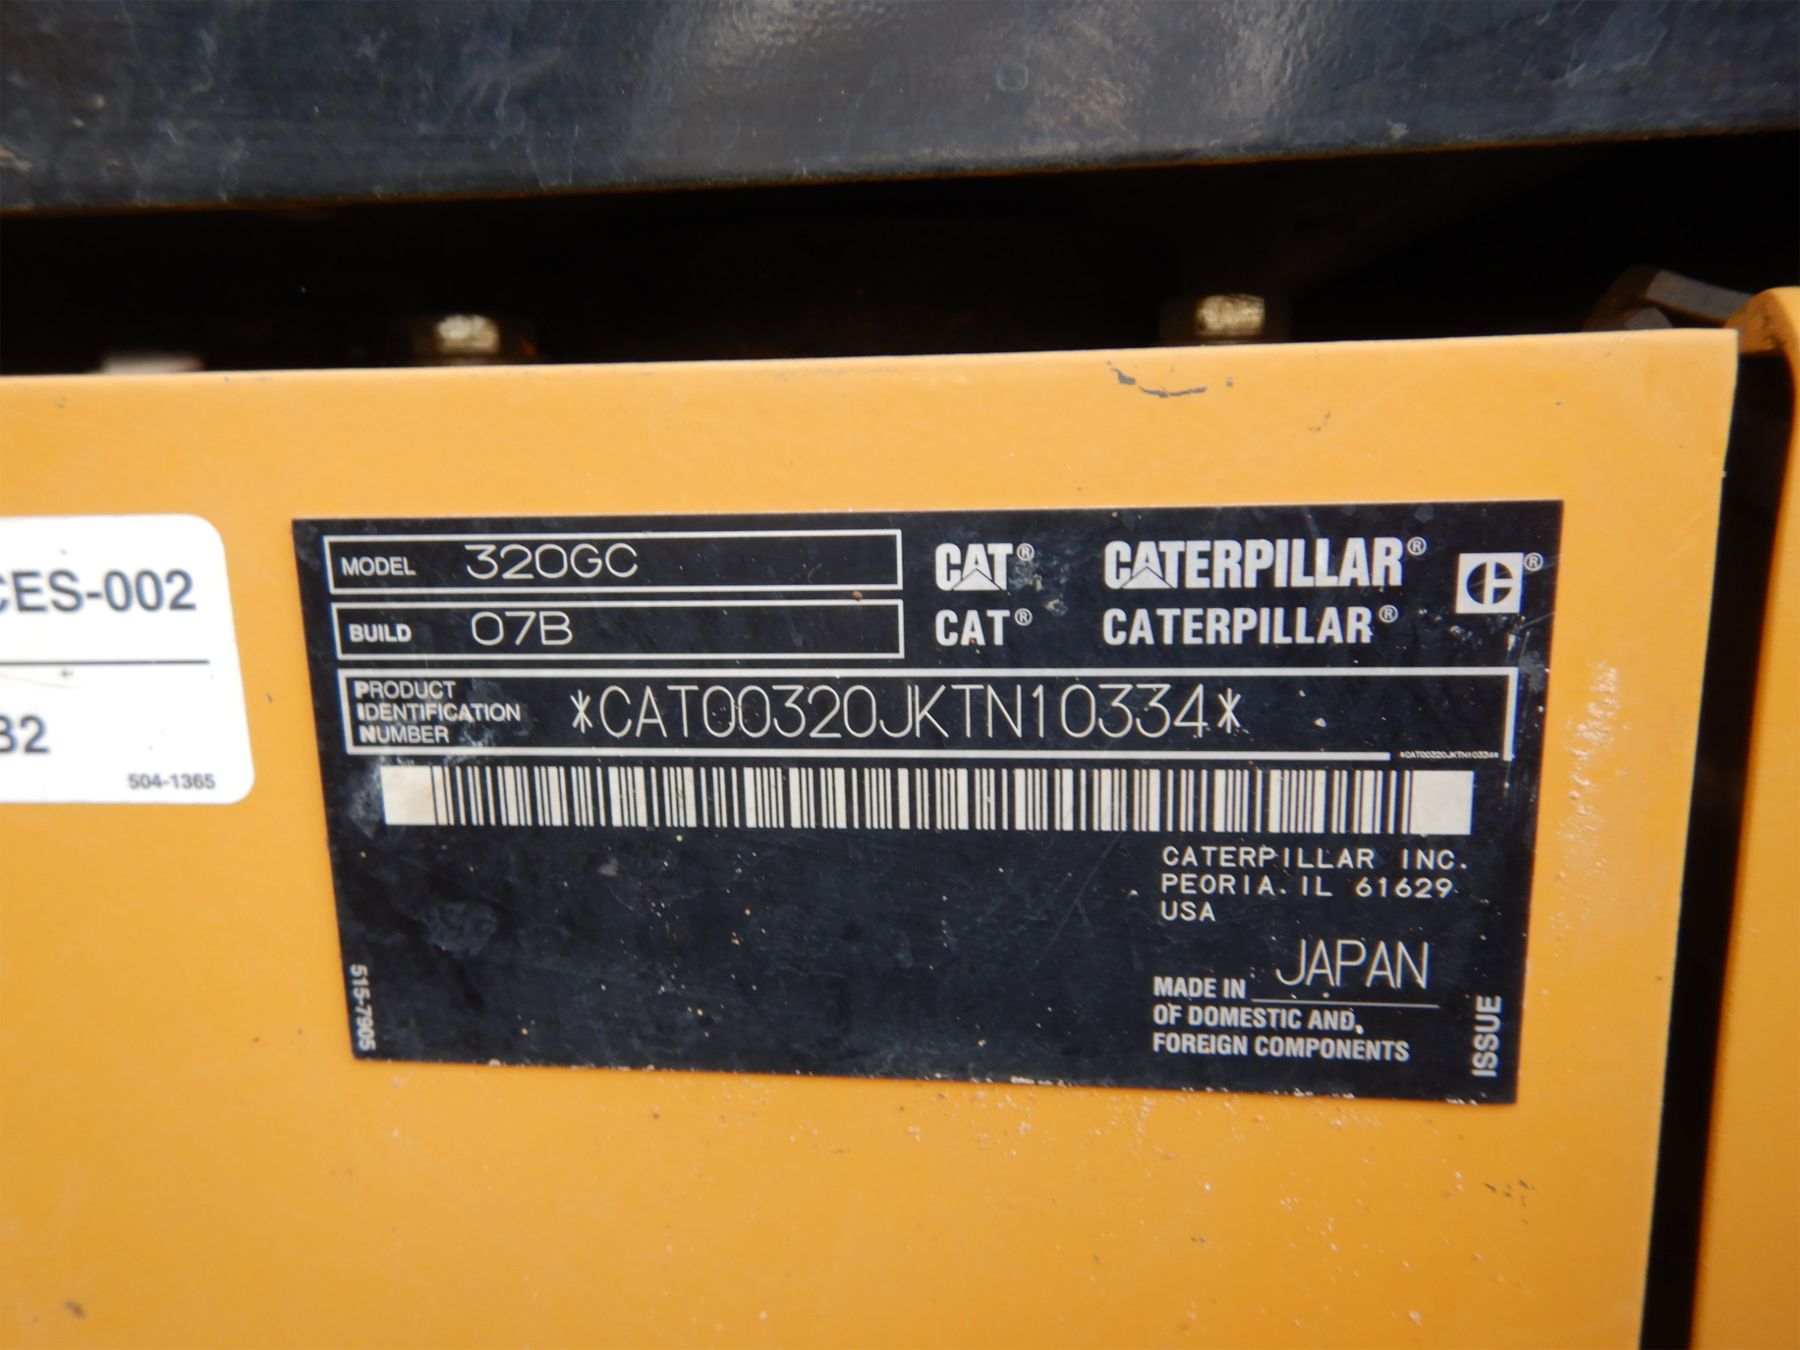 CES-002
B2
504-1365
MODEL 320GC
BUILD 07B
CAT® CATERPILLAR® ®
CAT® CATERPILLAR®
PRODUCT
IDENTIFICATION
NUMBER
*CAT00320JKTN10334*
*CAT00320JKTN10334*
CATERPILLAR INC.
PEORIA. IL 61629
USA
MADE IN JAPAN
OF DOMESTIC AND
FOREIGN COMPONENTS
515-7905
ISSUE